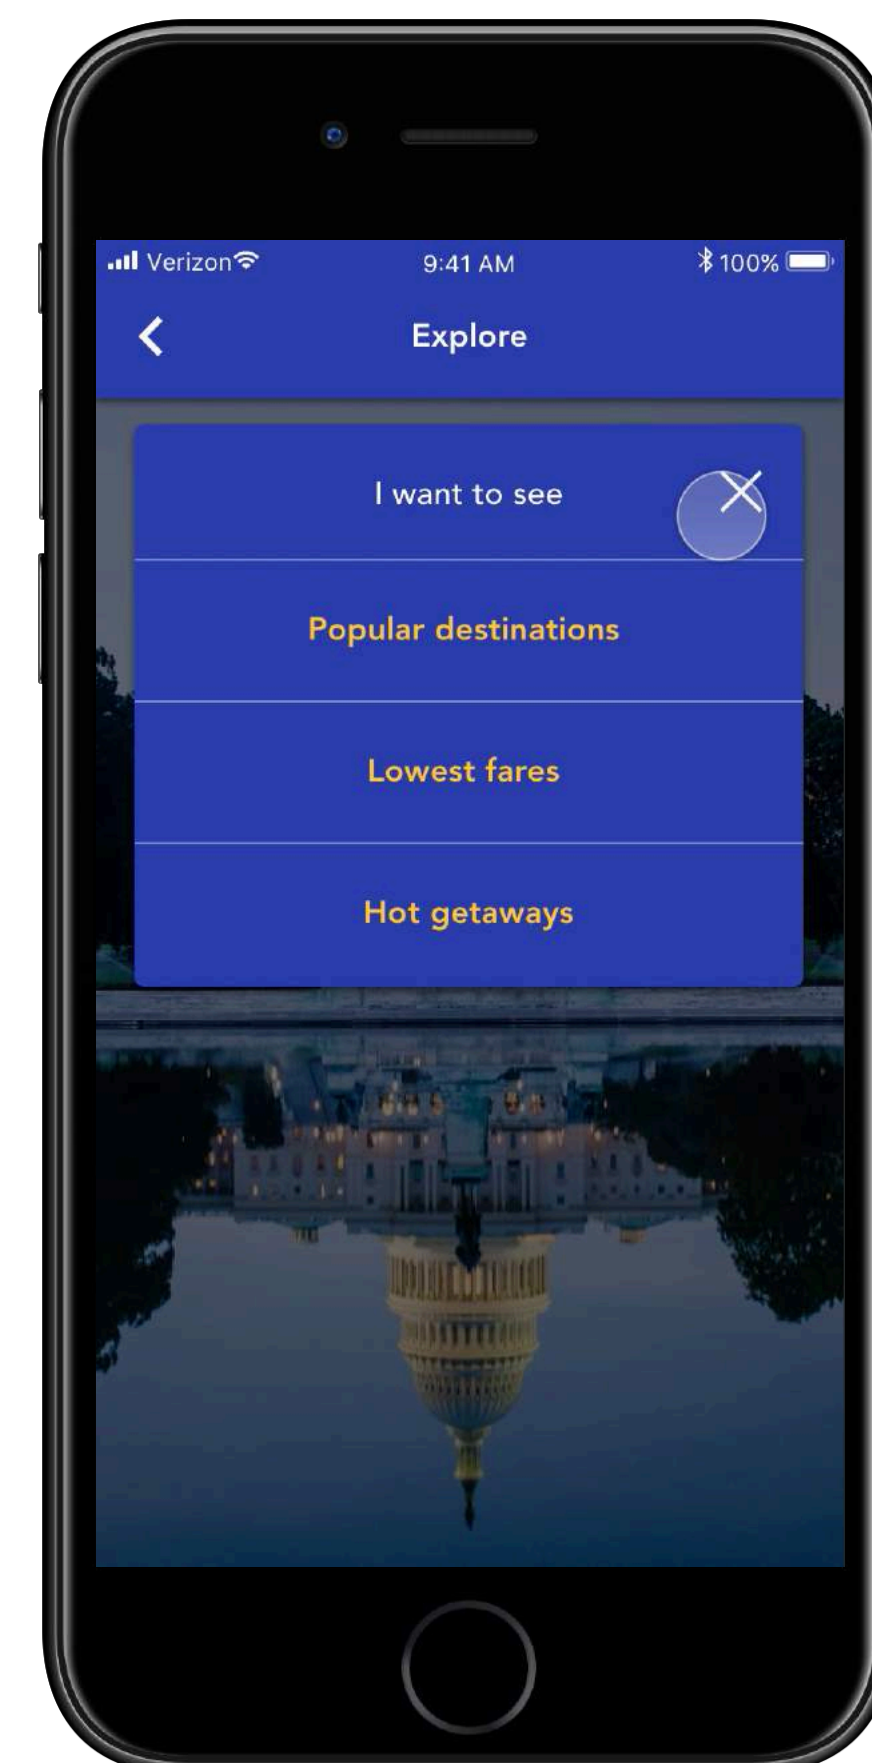 Verizon 9:41 AM 100%
Explore
I want to see
Popular destinations
Lowest fares
Hot getaways